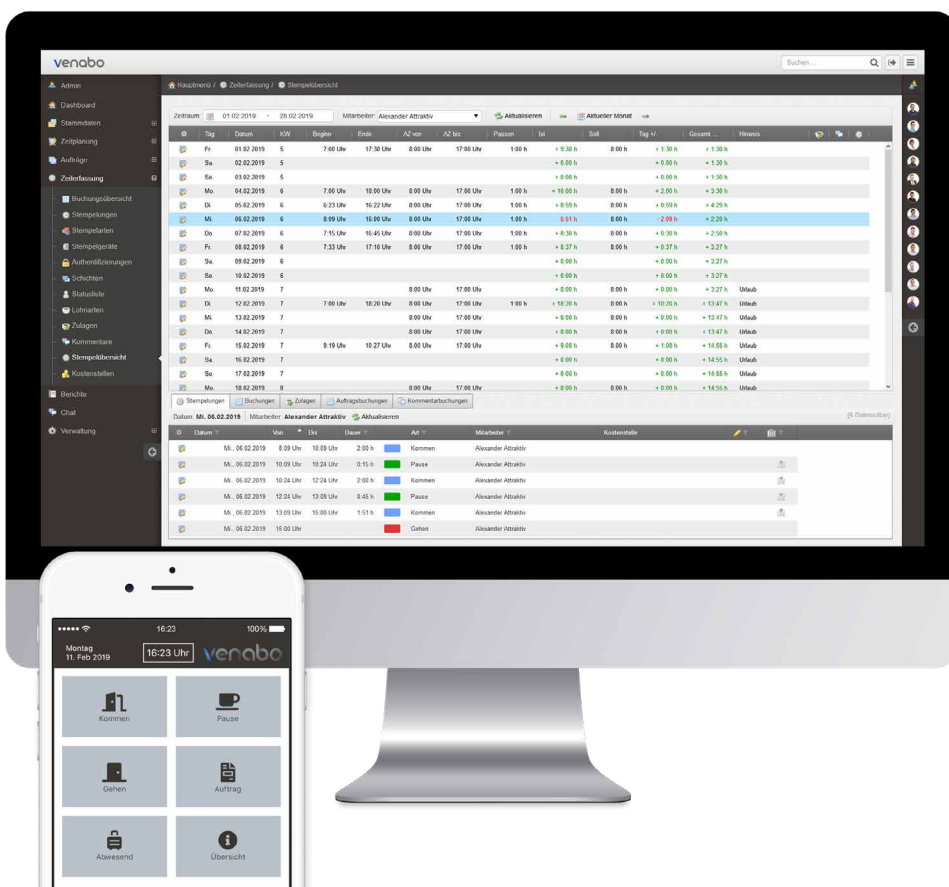 venabo
Suchen ...
Admin
Hauptmenü / Zeiterfassung / Stempelübersicht
Dashboard
Stammdaten
Zeitplanung
Aufträge
Zeiterfassung
Buchungsübersicht
Stempelungen
Stempelarten
Stempelgeräte
Authentifizierungen
Schichten
Statusliste
Lohnarten
Zulagen
Kommentare
Stempelübersicht
Kostenstellen
Berichte
Chat
Verwaltung
Zeitraum: 01.02.2019 - 28.02.2019 Mitarbeiter: Alexander Attraktiv Aktualisieren Aktueller Monat
Tag Datum KW Beginn Ende AZ von AZ bis Pausen Ist Soll Tag +/- Gesamt ... Hinweis
Fr. 01.02.2019 5 7:00 Uhr 17:30 Uhr 8:00 Uhr 17:00 Uhr 1:00 h + 9:30 h 8:00 h + 1:30 h + 1:30 h
Sa. 02.02.2019 5 + 0:00 h + 0:00 h + 1:30 h
So. 03.02.2019 5 + 0:00 h + 0:00 h + 1:30 h
Mo. 04.02.2019 6 7:00 Uhr 18:00 Uhr 8:00 Uhr 17:00 Uhr 1:00 h + 10:00 h 8:00 h + 2:00 h + 3:30 h
Di. 05.02.2019 6 6:23 Uhr 16:22 Uhr 8:00 Uhr 17:00 Uhr 1:00 h + 8:59 h 8:00 h + 0:59 h + 4:29 h
Mi. 06.02.2019 6 8:09 Uhr 15:00 Uhr 8:00 Uhr 17:00 Uhr 1:00 h 5:51 h 8:00 h - 2:09 h + 2:20 h
Do. 07.02.2019 6 7:15 Uhr 16:45 Uhr 8:00 Uhr 17:00 Uhr 1:00 h + 8:30 h 8:00 h + 0:30 h + 2:50 h
Fr. 08.02.2019 6 7:33 Uhr 17:10 Uhr 8:00 Uhr 17:00 Uhr 1:00 h + 8:37 h 8:00 h + 0:37 h + 3:27 h
Sa. 09.02.2019 6 + 0:00 h + 0:00 h + 3:27 h
So. 10.02.2019 6 + 0:00 h + 0:00 h + 3:27 h
Mo. 11.02.2019 7 8:00 Uhr 17:00 Uhr + 8:00 h 8:00 h + 0:00 h + 3:27 h Urlaub
Di. 12.02.2019 7 7:00 Uhr 18:20 Uhr 8:00 Uhr 17:00 Uhr 1:00 h + 18:20 h 8:00 h + 10:20 h + 13:47 h Urlaub
Mi. 13.02.2019 7 8:00 Uhr 17:00 Uhr + 8:00 h 8:00 h + 0:00 h + 13:47 h Urlaub
Do. 14.02.2019 7 8:00 Uhr 17:00 Uhr + 8:00 h 8:00 h + 0:00 h + 13:47 h Urlaub
Fr. 15.02.2019 7 9:19 Uhr 10:27 Uhr 8:00 Uhr 17:00 Uhr + 9:08 h 8:00 h + 1:08 h + 14:55 h Urlaub
Sa. 16.02.2019 7 + 0:00 h + 0:00 h + 14:55 h
So. 17.02.2019 7 + 0:00 h + 0:00 h + 14:55 h
Mo. 18.02.2019 8 8:00 Uhr 17:00 Uhr + 8:00 h 8:00 h + 0:00 h + 14:55 h Urlaub
Stempelungen Buchungen Zulagen Auftragsbuchungen Kommentarbuchungen
Datum: Mi. 06.02.2019 Mitarbeiter: Alexander Attraktiv Aktualisieren (6 Datensätze)
Datum Von Bis Dauer Art Mitarbeiter Kostenstelle
Mi., 06.02.2019 8:09 Uhr 10:09 Uhr 2:00 h Kommen Alexander Attraktiv
Mi., 06.02.2019 10:09 Uhr 10:24 Uhr 0:15 h Pause Alexander Attraktiv
Mi., 06.02.2019 10:24 Uhr 12:24 Uhr 2:00 h Kommen Alexander Attraktiv
Mi., 06.02.2019 12:24 Uhr 13:09 Uhr 0:45 h Pause Alexander Attraktiv
Mi., 06.02.2019 13:09 Uhr 15:00 Uhr 1:51 h Kommen Alexander Attraktiv
Mi., 06.02.2019 15:00 Uhr Gehen Alexander Attraktiv
16:23 100%
Montag
11. Feb 2019
16:23 Uhr
venabo
Kommen Pause
Gehen Auftrag
Abwesend Übersicht